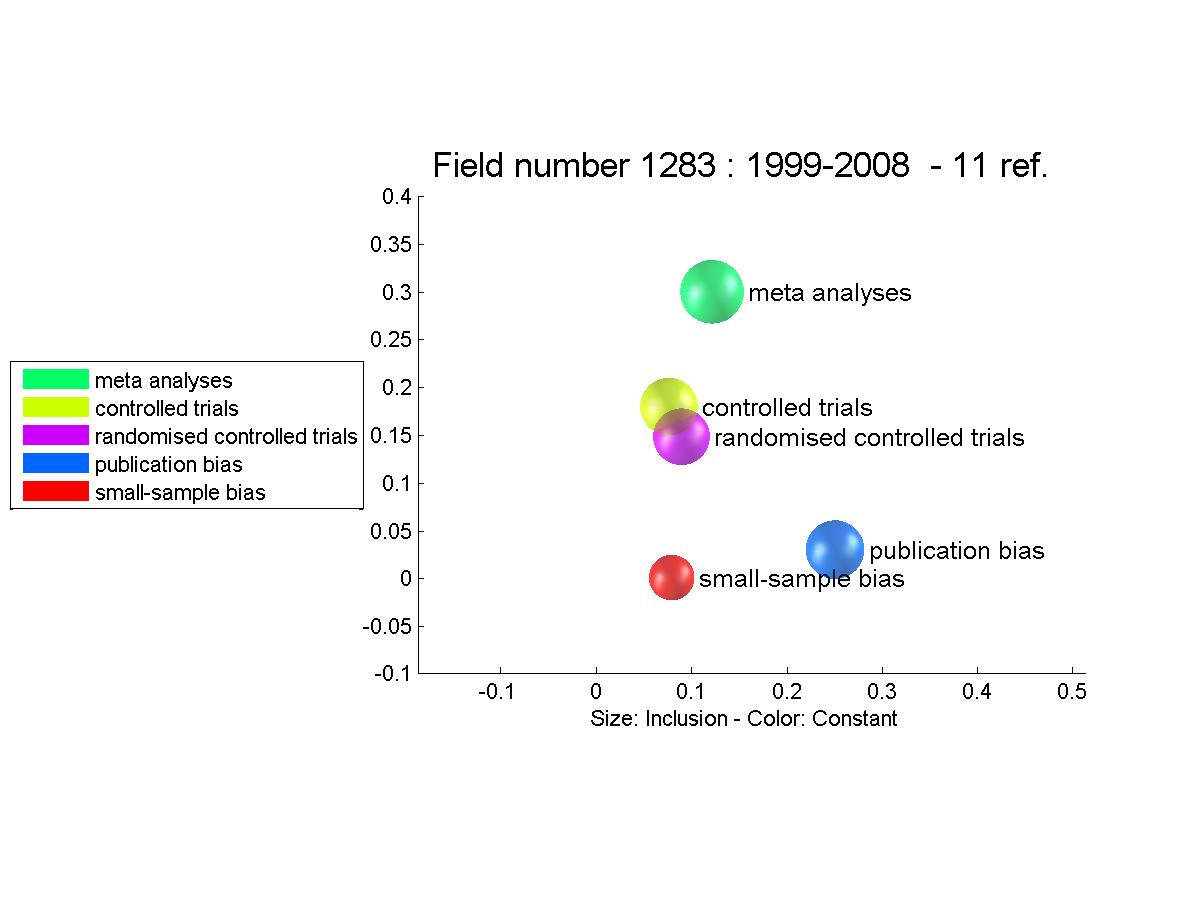 Field number 1283 : 1999-2008 - 11 ref.
0.4
0.35
0.3
0.25
0.2
0.15
0.1
0.05
0
-0.05
-0.1
meta analyses
controlled trials
randomised controlled trials
publication bias
small-sample bias
meta analyses
controlled trials
randomised controlled trials
publication bias
small-sample bias
-0.1 0 0.1 0.2 0.3 0.4 0.5
Size: Inclusion - Color: Constant